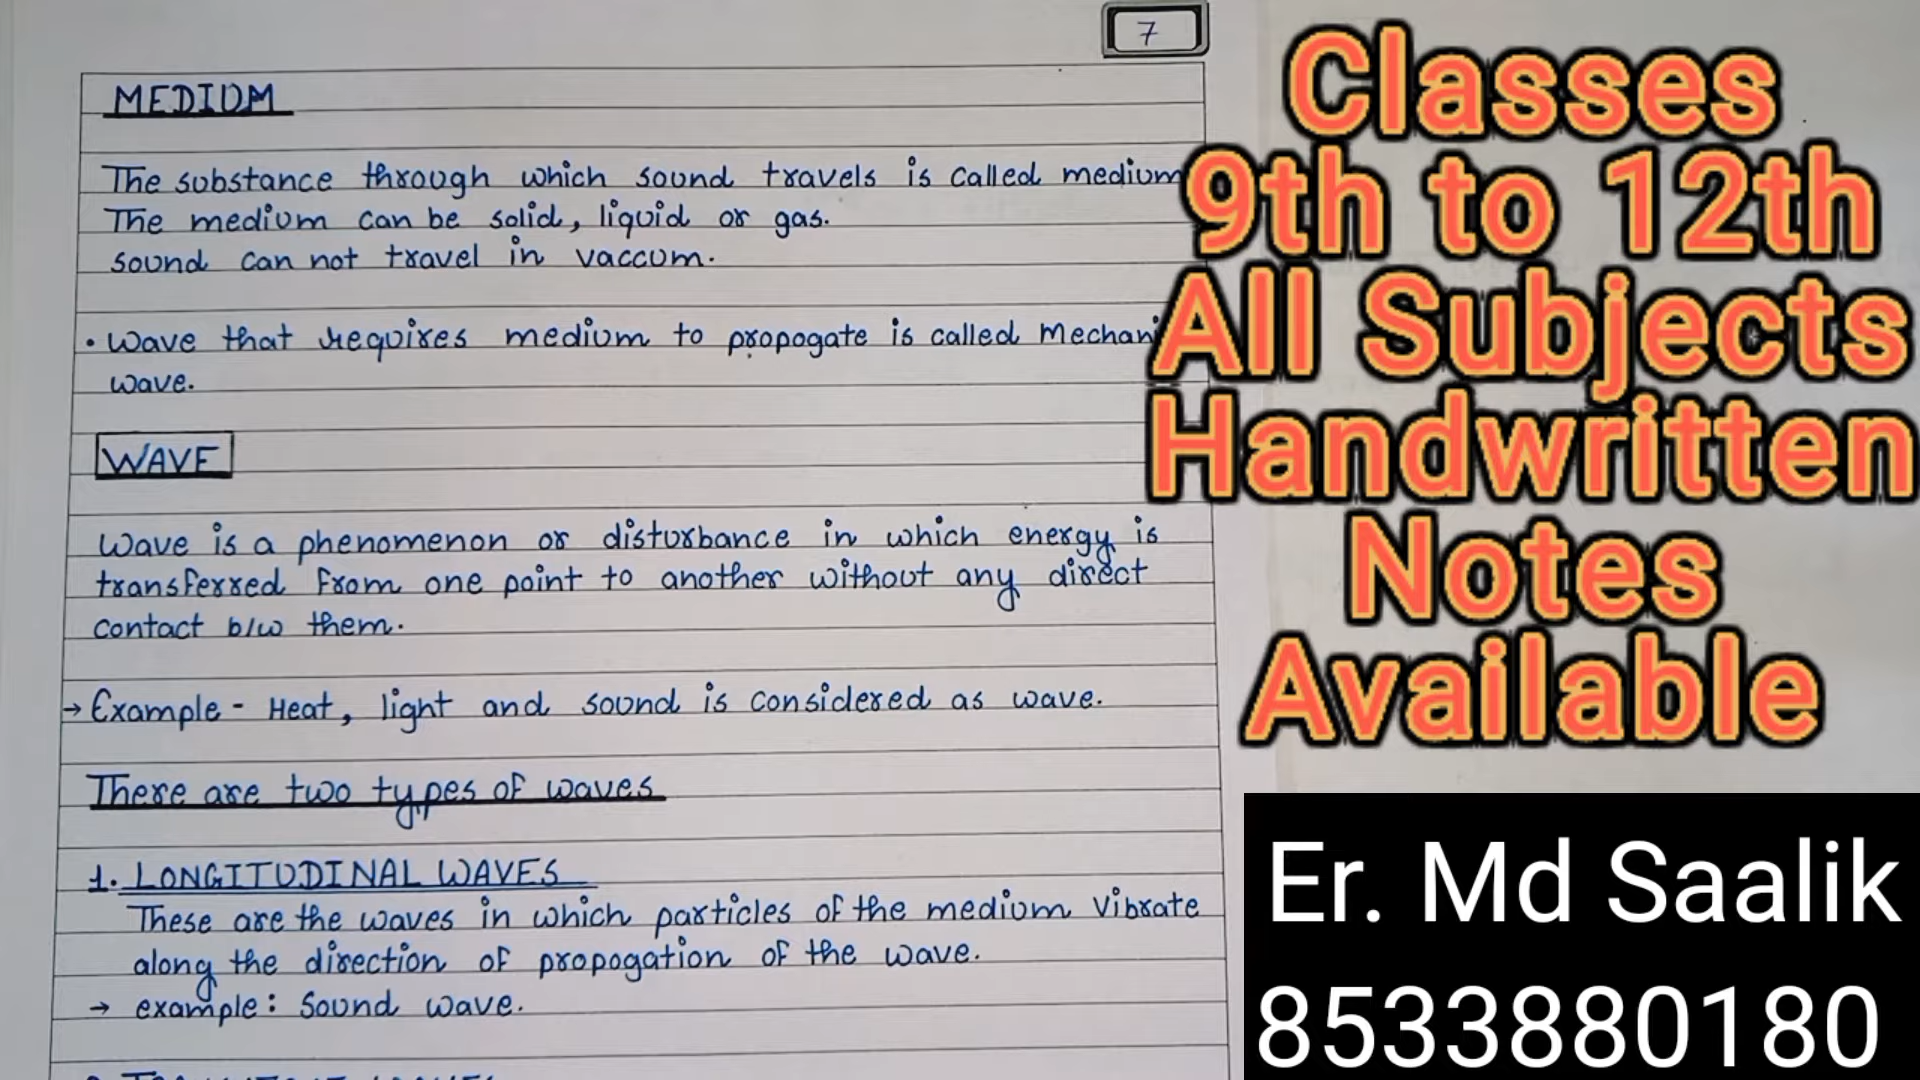 7
MEDIUM
The substance through which sound travels is called medium
The medium can be solid, liquid or gas.
sound can not travel in vaccum.
• Wave that requires medium to propogate is called Mechani
wave.
WAVE
Wave is a phenomenon or disturbance in which energy is
transferred from one point to another without any direct
contact b/w them.
→ Example - Heat, light and sound is considered as wave.
There are two types of waves
1. LONGITUDINAL WAVES
These are the waves in which particles of the medium vibrate
along the direction of propogation of the wave.
→ example: Sound wave.
Classes
9th to 12th
All Subjects
Handwritten
Notes
Available
Er. Md Saalik
8533880180